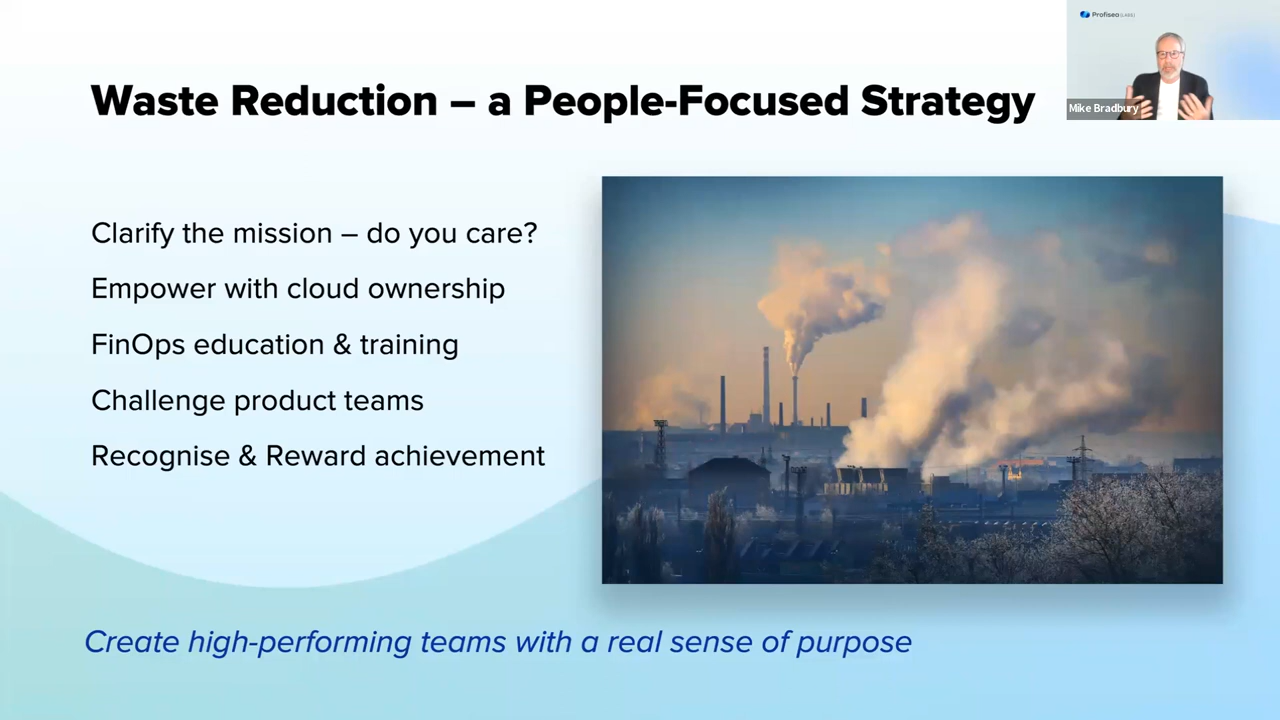 Waste Reduction – a People-Focused Strategy
Profiseo LABS
Mike Bradbury
Clarify the mission – do you care?
Empower with cloud ownership
FinOps education & training
Challenge product teams
Recognise & Reward achievement
Create high-performing teams with a real sense of purpose